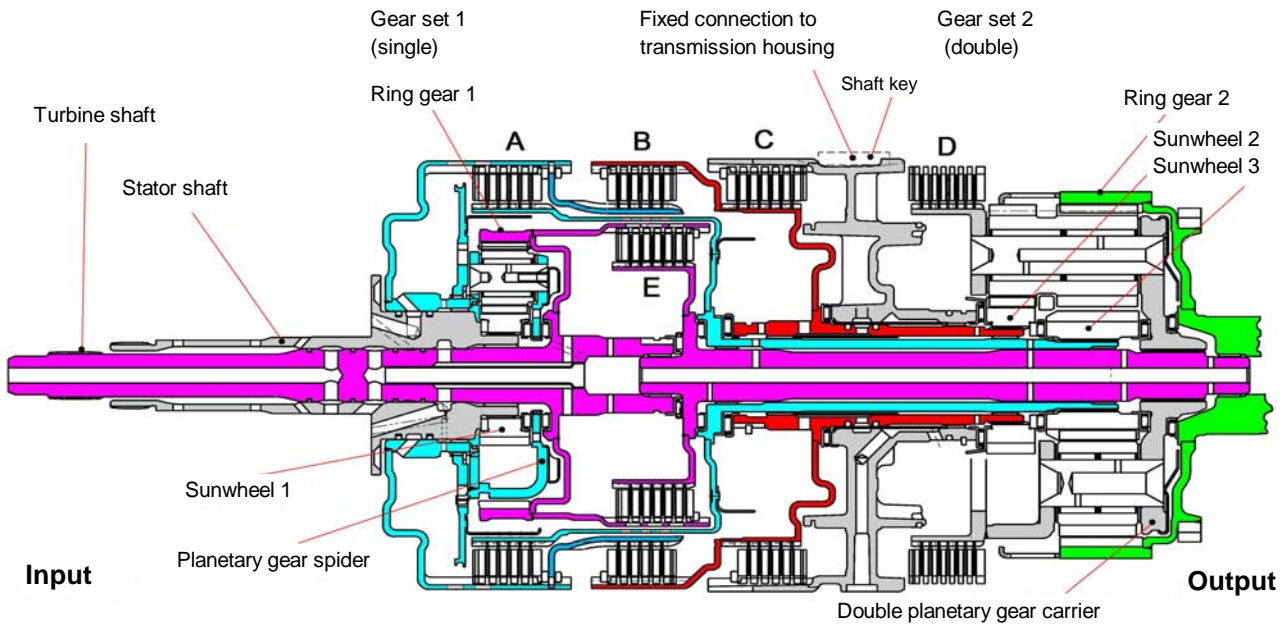 Gear set 1
(single)
Fixed connection to
transmission housing
Gear set 2
(double)
Shaft key
Ring gear 1
Ring gear 2
Turbine shaft
Sunwheel 2
Sunwheel 3
A
B
C
D
Stator shaft
E
Sunwheel 1
Planetary gear spider
Input
Output
Double planetary gear carrier